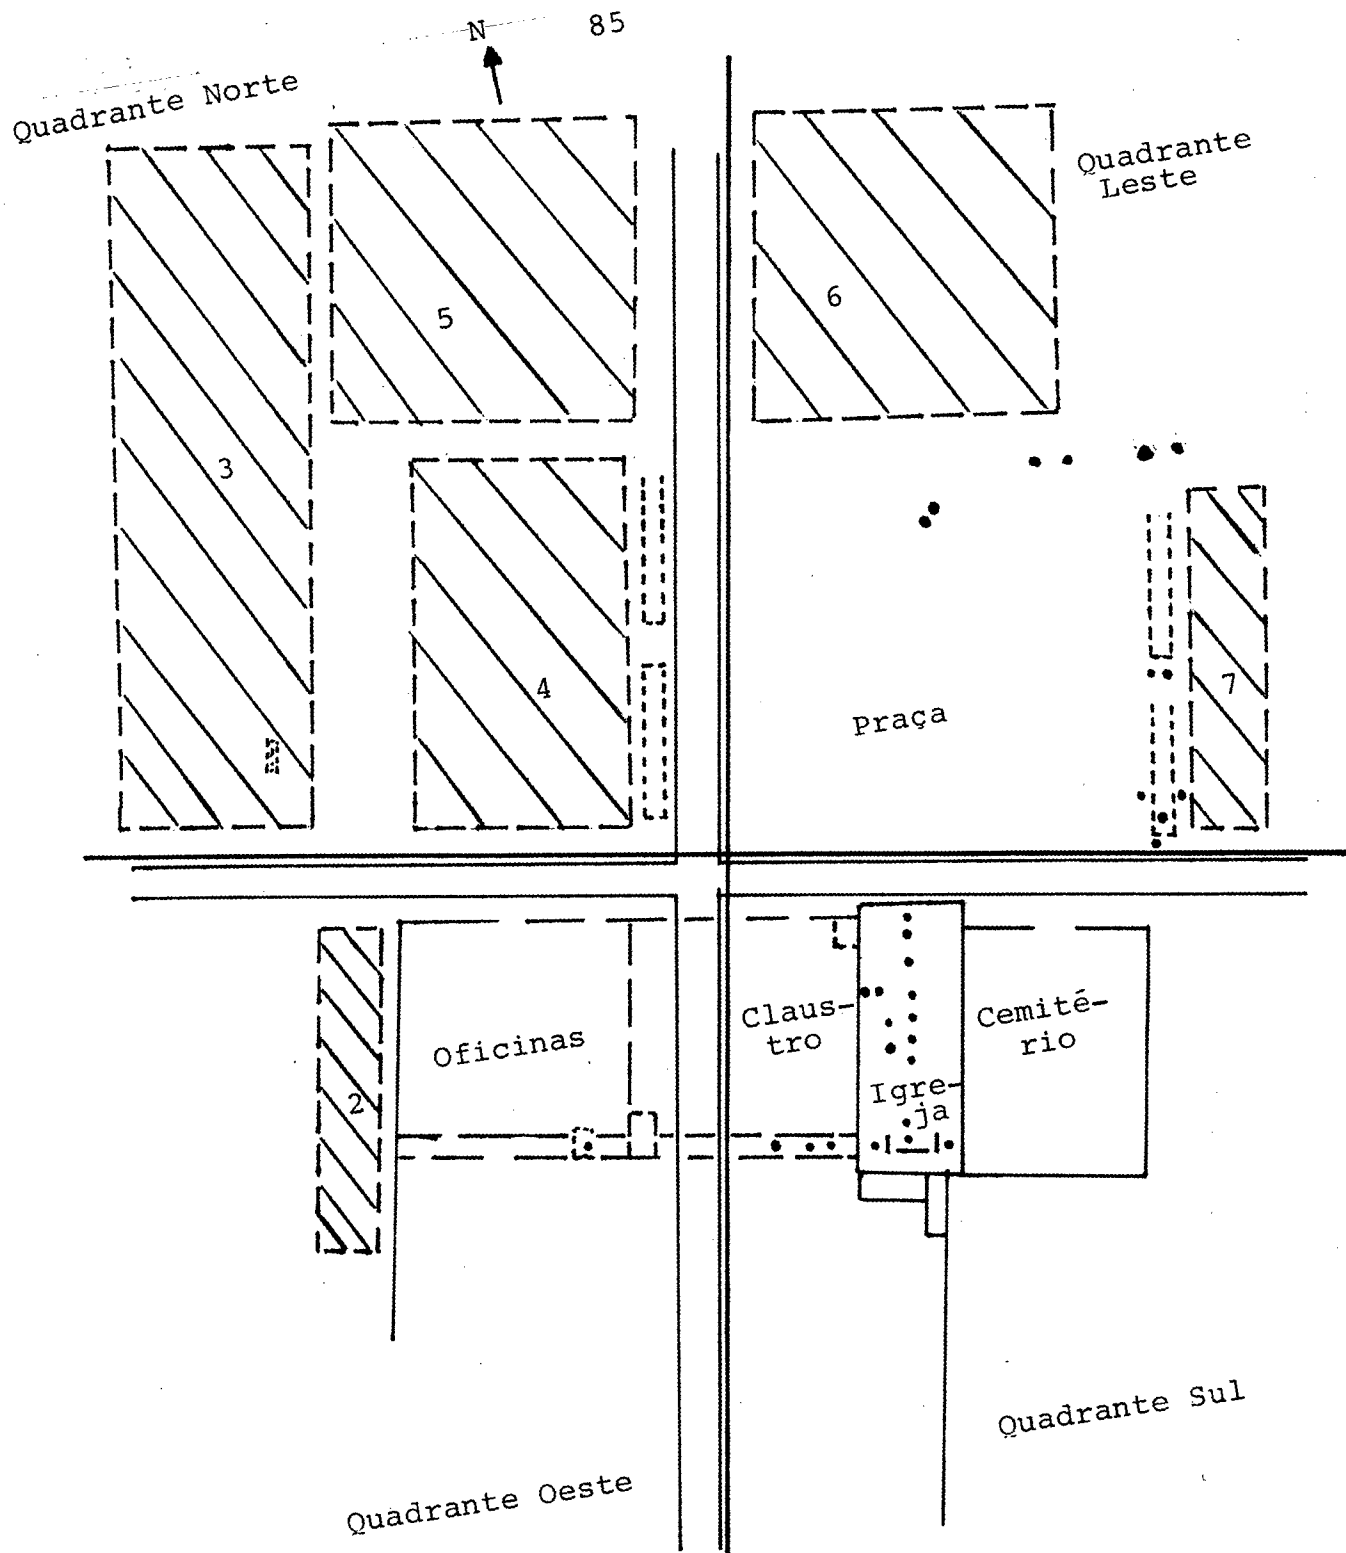 N
85
Quadrante Norte
Quadrante
Leste
5
6
3
4
7
Praça
Oficinas
Claus-
tro
Cemité-
rio
Igre-
ja
2
Quadrante Sul
Quadrante Oeste